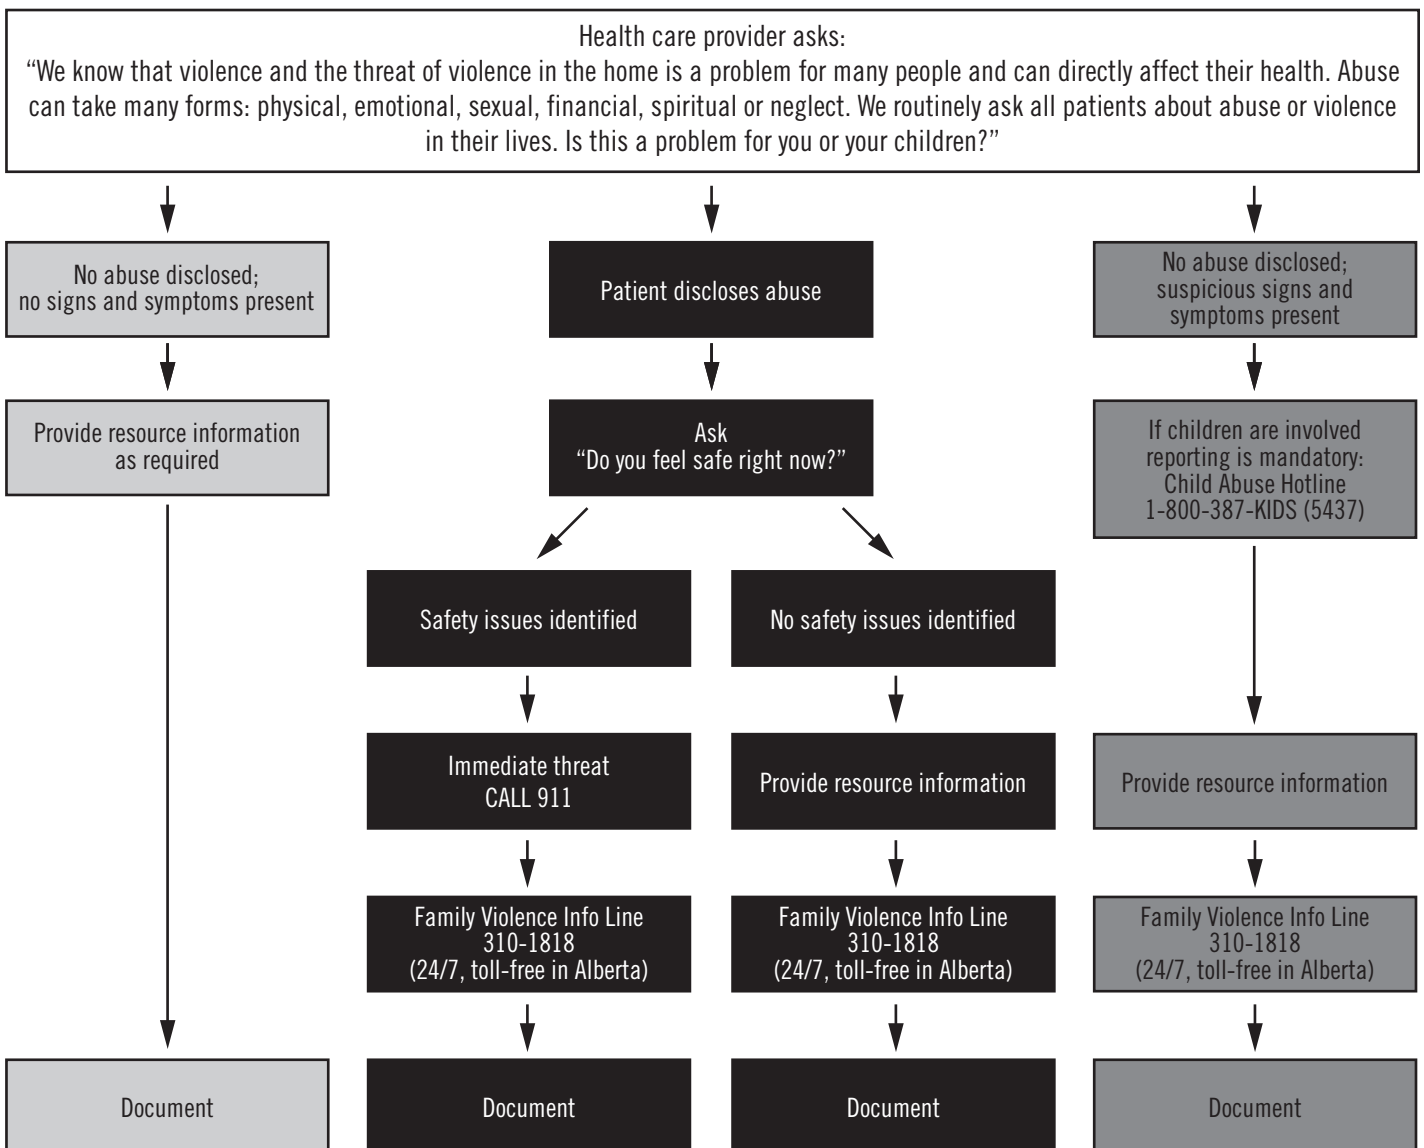 Health care provider asks:
“We know that violence and the threat of violence in the home is a problem for many people and can directly affect their health. Abuse
can take many forms: physical, emotional, sexual, financial, spiritual or neglect. We routinely ask all patients about abuse or violence
in their lives. Is this a problem for you or your children?”
No abuse disclosed;
no signs and symptoms present
Patient discloses abuse
No abuse disclosed;
suspicious signs and
symptoms present
Provide resource information
as required
Ask
“Do you feel safe right now?”
If children are involved
reporting is mandatory:
Child Abuse Hotline
1-800-387-KIDS (5437)
Safety issues identified
No safety issues identified
Immediate threat
CALL 911
Provide resource information
Provide resource information
Family Violence Info Line
310-1818
(24/7, toll-free in Alberta)
Family Violence Info Line
310-1818
(24/7, toll-free in Alberta)
Family Violence Info Line
310-1818
(24/7, toll-free in Alberta)
Document
Document
Document
Document